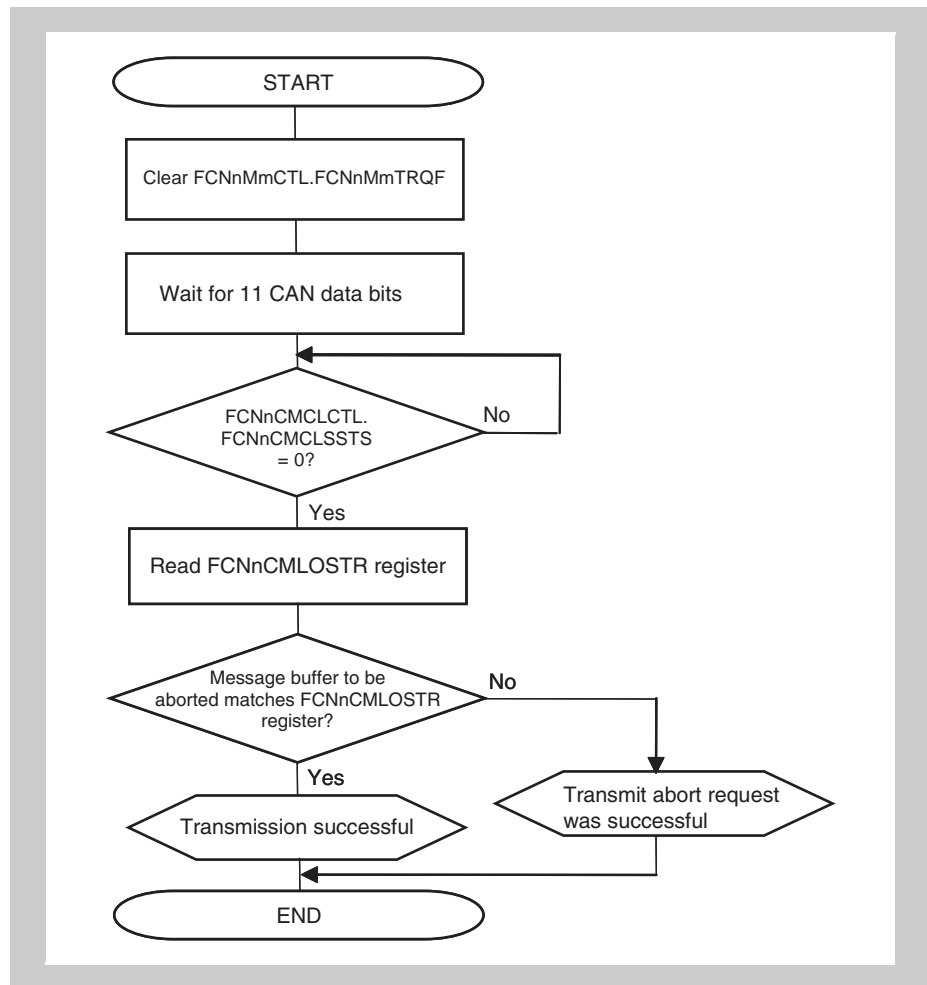 START
Clear FCNnMmCTL.FCNnMmTRQF
Wait for 11 CAN data bits
FCNnCMCLCTL.
FCNnCMCLSSTS
= 0?
No
Yes
Read FCNnCMLOSTR register
Message buffer to be
aborted matches FCNnCMLOSTR
register?
No
Yes
Transmission successful
Transmit abort request
was successful
END